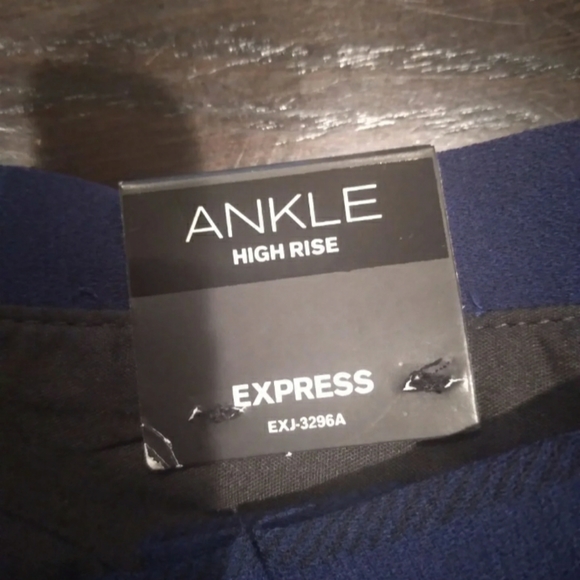 ANKLE
HIGH RISE
EXPRESS
EXJ-3296A